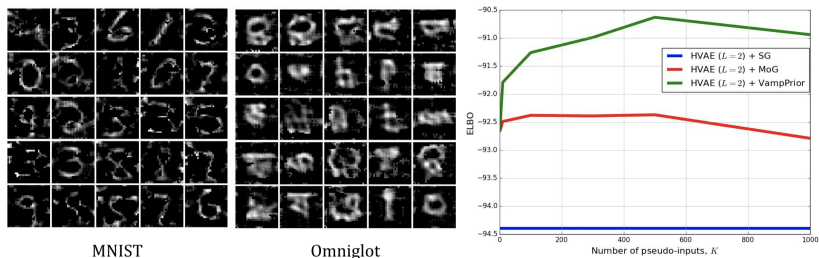 MNIST
Omniglot
−90.5
−91.0
−91.5
−92.0
−92.5
−93.0
−93.5
−94.0
−94.5
ELBO
0 200 400 600 800 1000
Number of pseudo-inputs, K
HVAE (L = 2) + SG
HVAE (L = 2) + MoG
HVAE (L = 2) + VampPrior